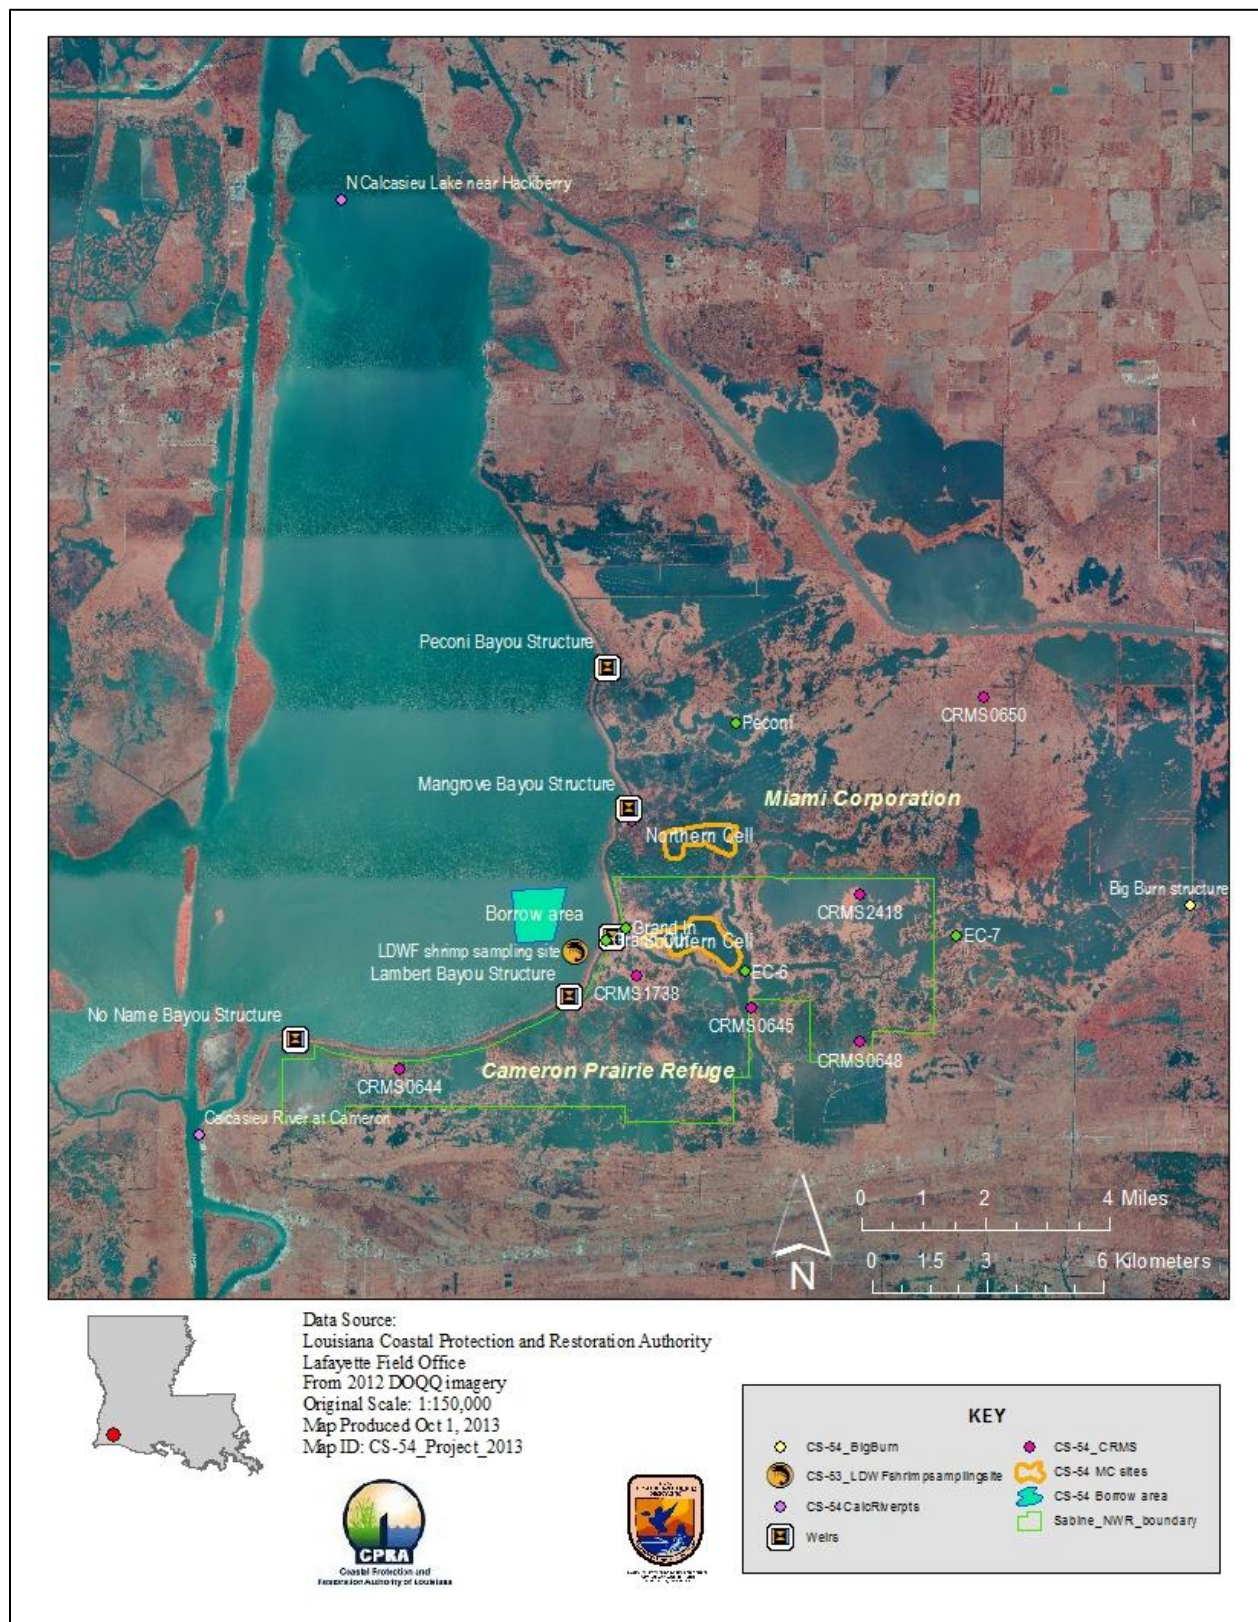 N Calcasieu Lake near Hackberry
Peconi Bayou Structure
CRMS0650
Peconi
Mangrove Bayou Structure
Miami Corporation
Northern Cell
Big Burn structure
CRMS2418
Borrow area
Grand In
Southern Cell
EC-7
LDWF shrimp sampling site
EC-6
Lambert Bayou Structure
CRMS1738
CRMS0645
No Name Bayou Structure
CRMS0648
Cameron Prairie Refuge
CRMS0644
Calcasieu River at Cameron
0 1 2 4 Miles
0 1.5 3 6 Kilometers
N
Data Source:
Louisiana Coastal Protection and Restoration Authority
Lafayette Field Office
From 2012 DOQQ imagery
Original Scale: 1:150,000
Map Produced Oct 1, 2013
Map ID: CS-54_Project_2013
CPRA
Coastal Protection and
Restoration Authority of Louisiana
KEY
CS-54_BigBurn
CS-53_LDWFshrimpsamplingsite
CS-54CalcRiverpts
Weirs
CS-54_CRMS
CS-54 MC sites
CS-54 Borrow area
Sabine_NWR_boundary